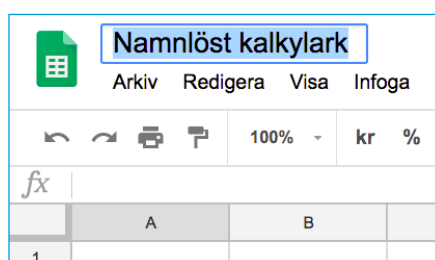 Namnlöst kalkylark
Arkiv Redigera Visa Infoga
100% kr %
fx
A B
1